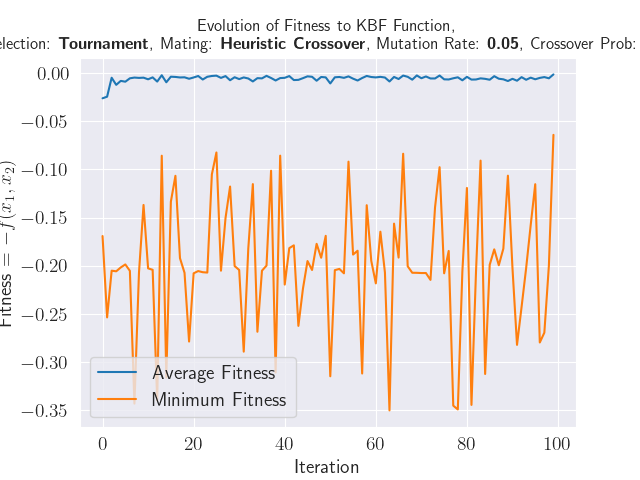 Evolution of Fitness to KBF Function,
election: Tournament, Mating: Heuristic Crossover, Mutation Rate: 0.05, Crossover Prob:
0.00
−0.05
−0.10
−0.15
−0.20
−0.25
−0.30
−0.35
Fitness = −f(x₁, x₂)
Average Fitness
Minimum Fitness
0 20 40 60 80 100
Iteration